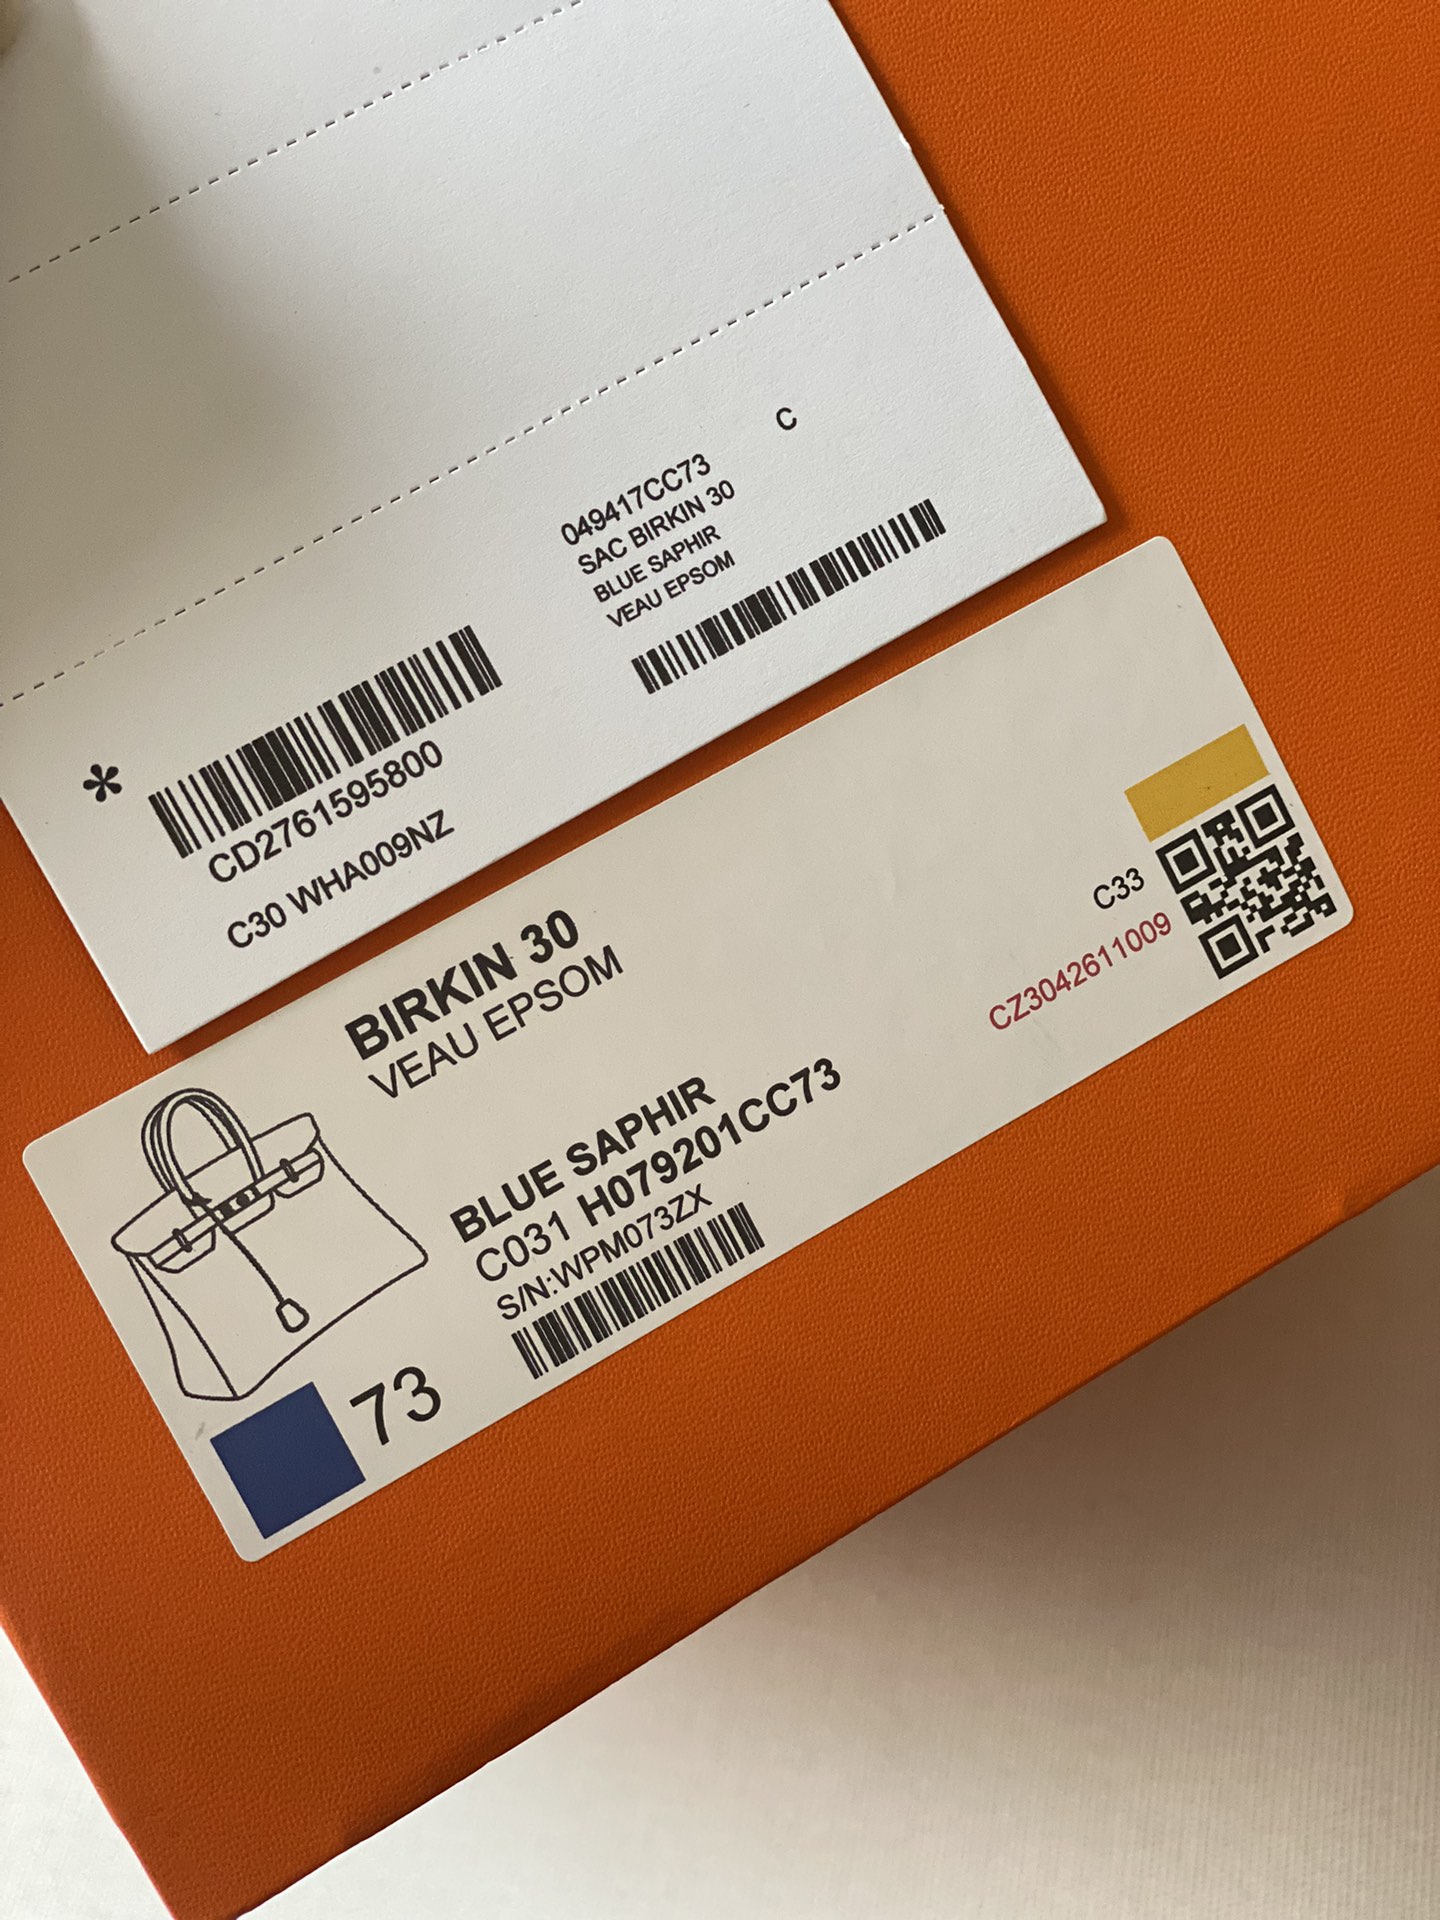 C
049417CC73
SAC BIRKIN 30
BLUE SAPHIR
VEAU EPSOM
*
CD2761595800
C30 WHA009NZ
BIRKIN 30
VEAU EPSOM
BLUE SAPHIR
C031 H079201CC73
S/N:WPM073ZX
73
C33
CZ3042611009